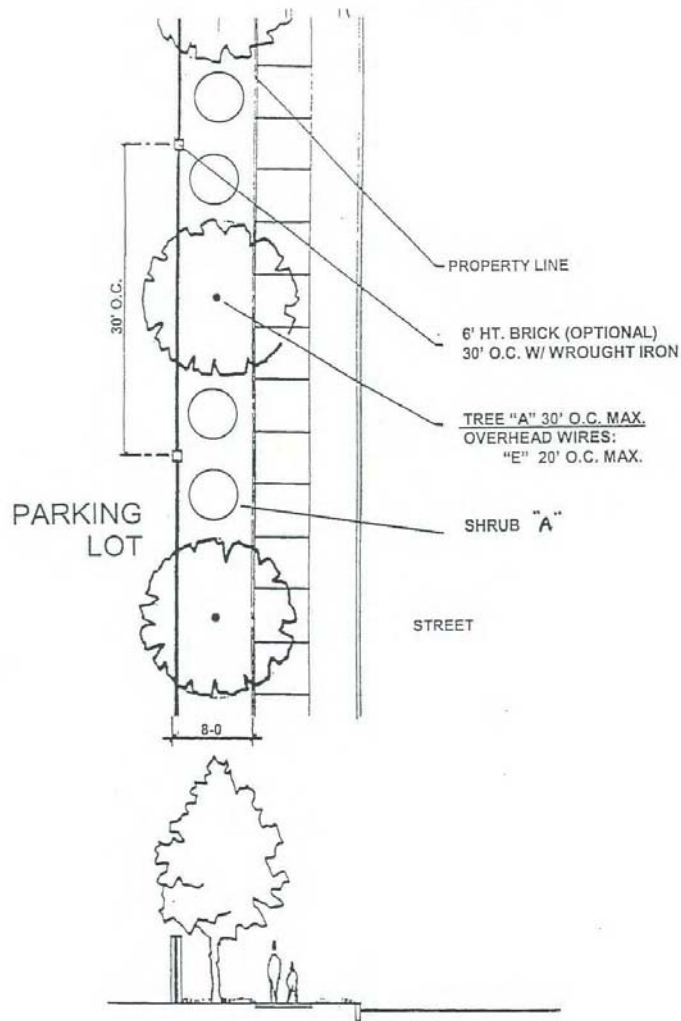 PROPERTY LINE
30' O.C.
6' HT. BRICK (OPTIONAL)
30' O.C. W/ WROUGHT IRON
TREE "A" 30' O.C. MAX.
OVERHEAD WIRES:
"E" 20' O.C. MAX.
PARKING
LOT
SHRUB "A"
STREET
8-0